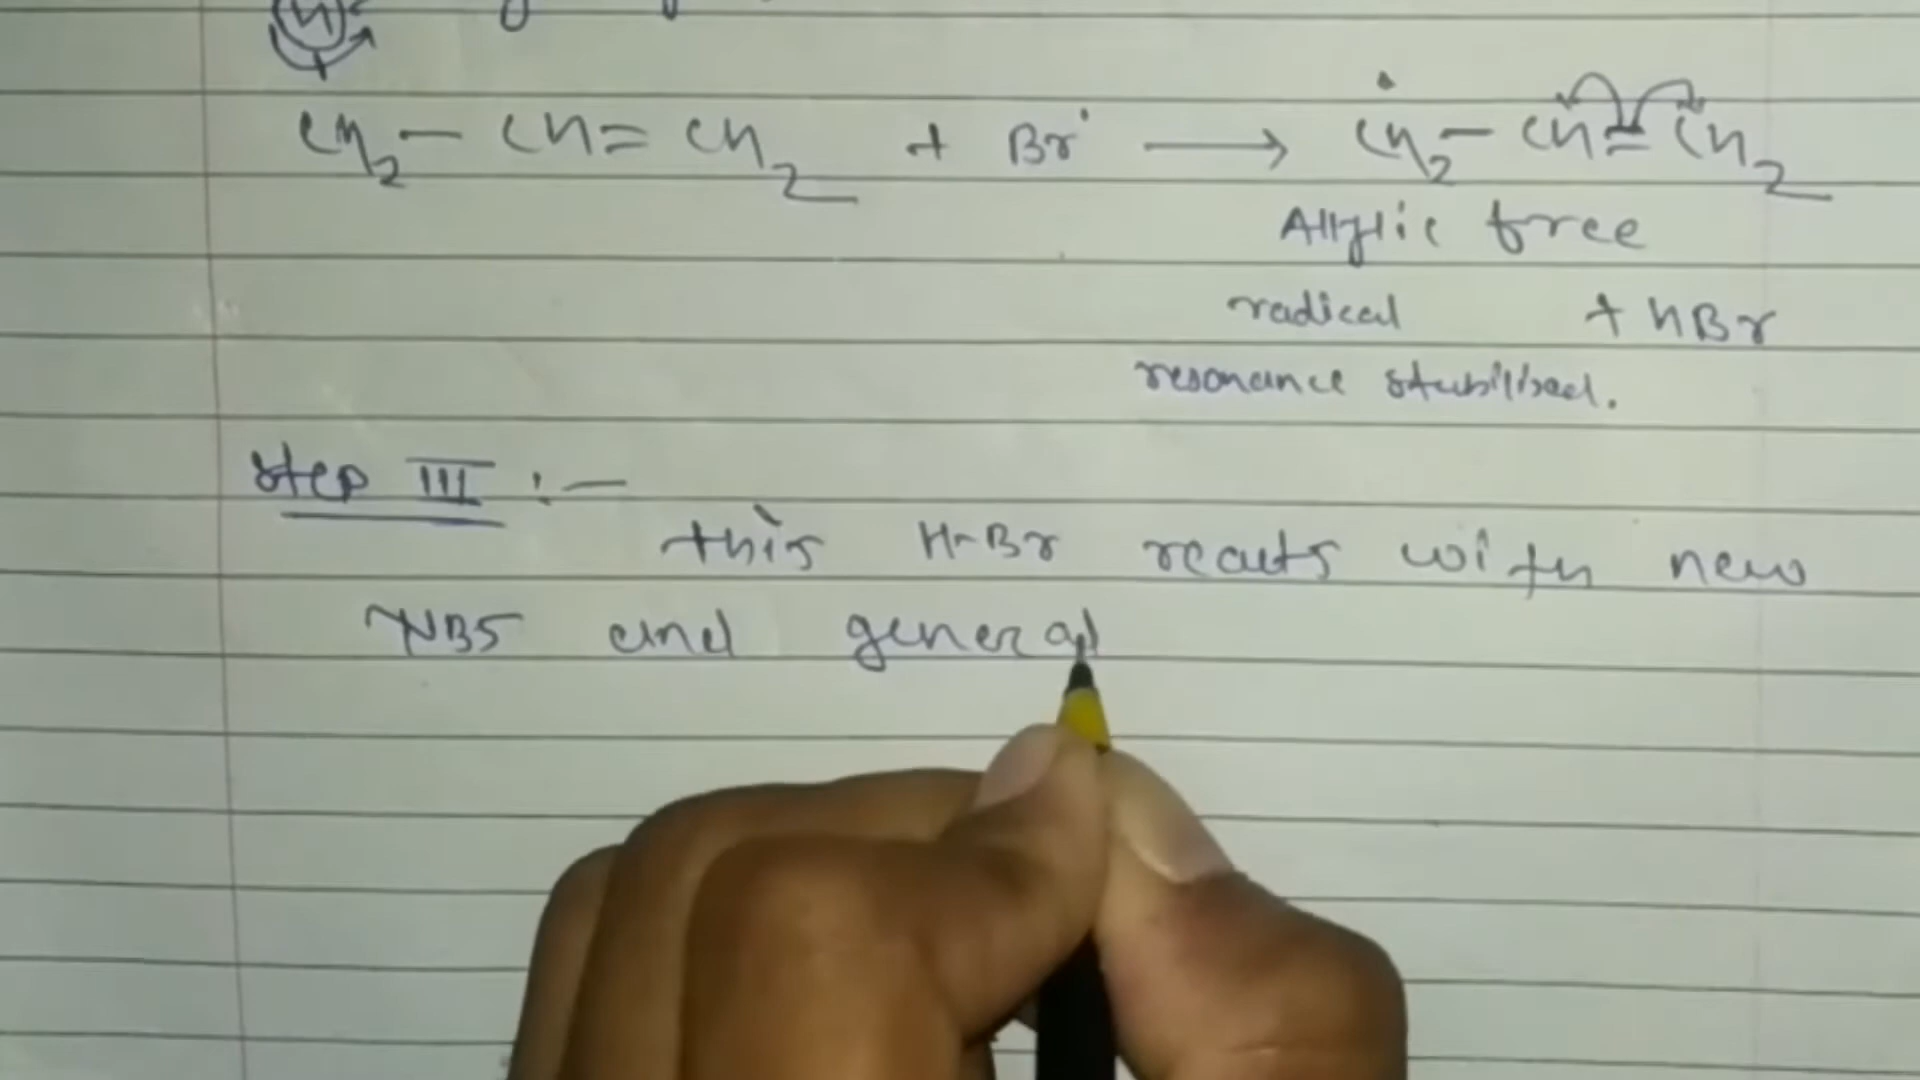 H
CH2 - CH = CH2 + Br· ⟶ ĊH2 - CH = CH2
Allylic free
radical + HBr
resonance stabilised.
Step III :-
this H-Br reacts with new
NBS and genera